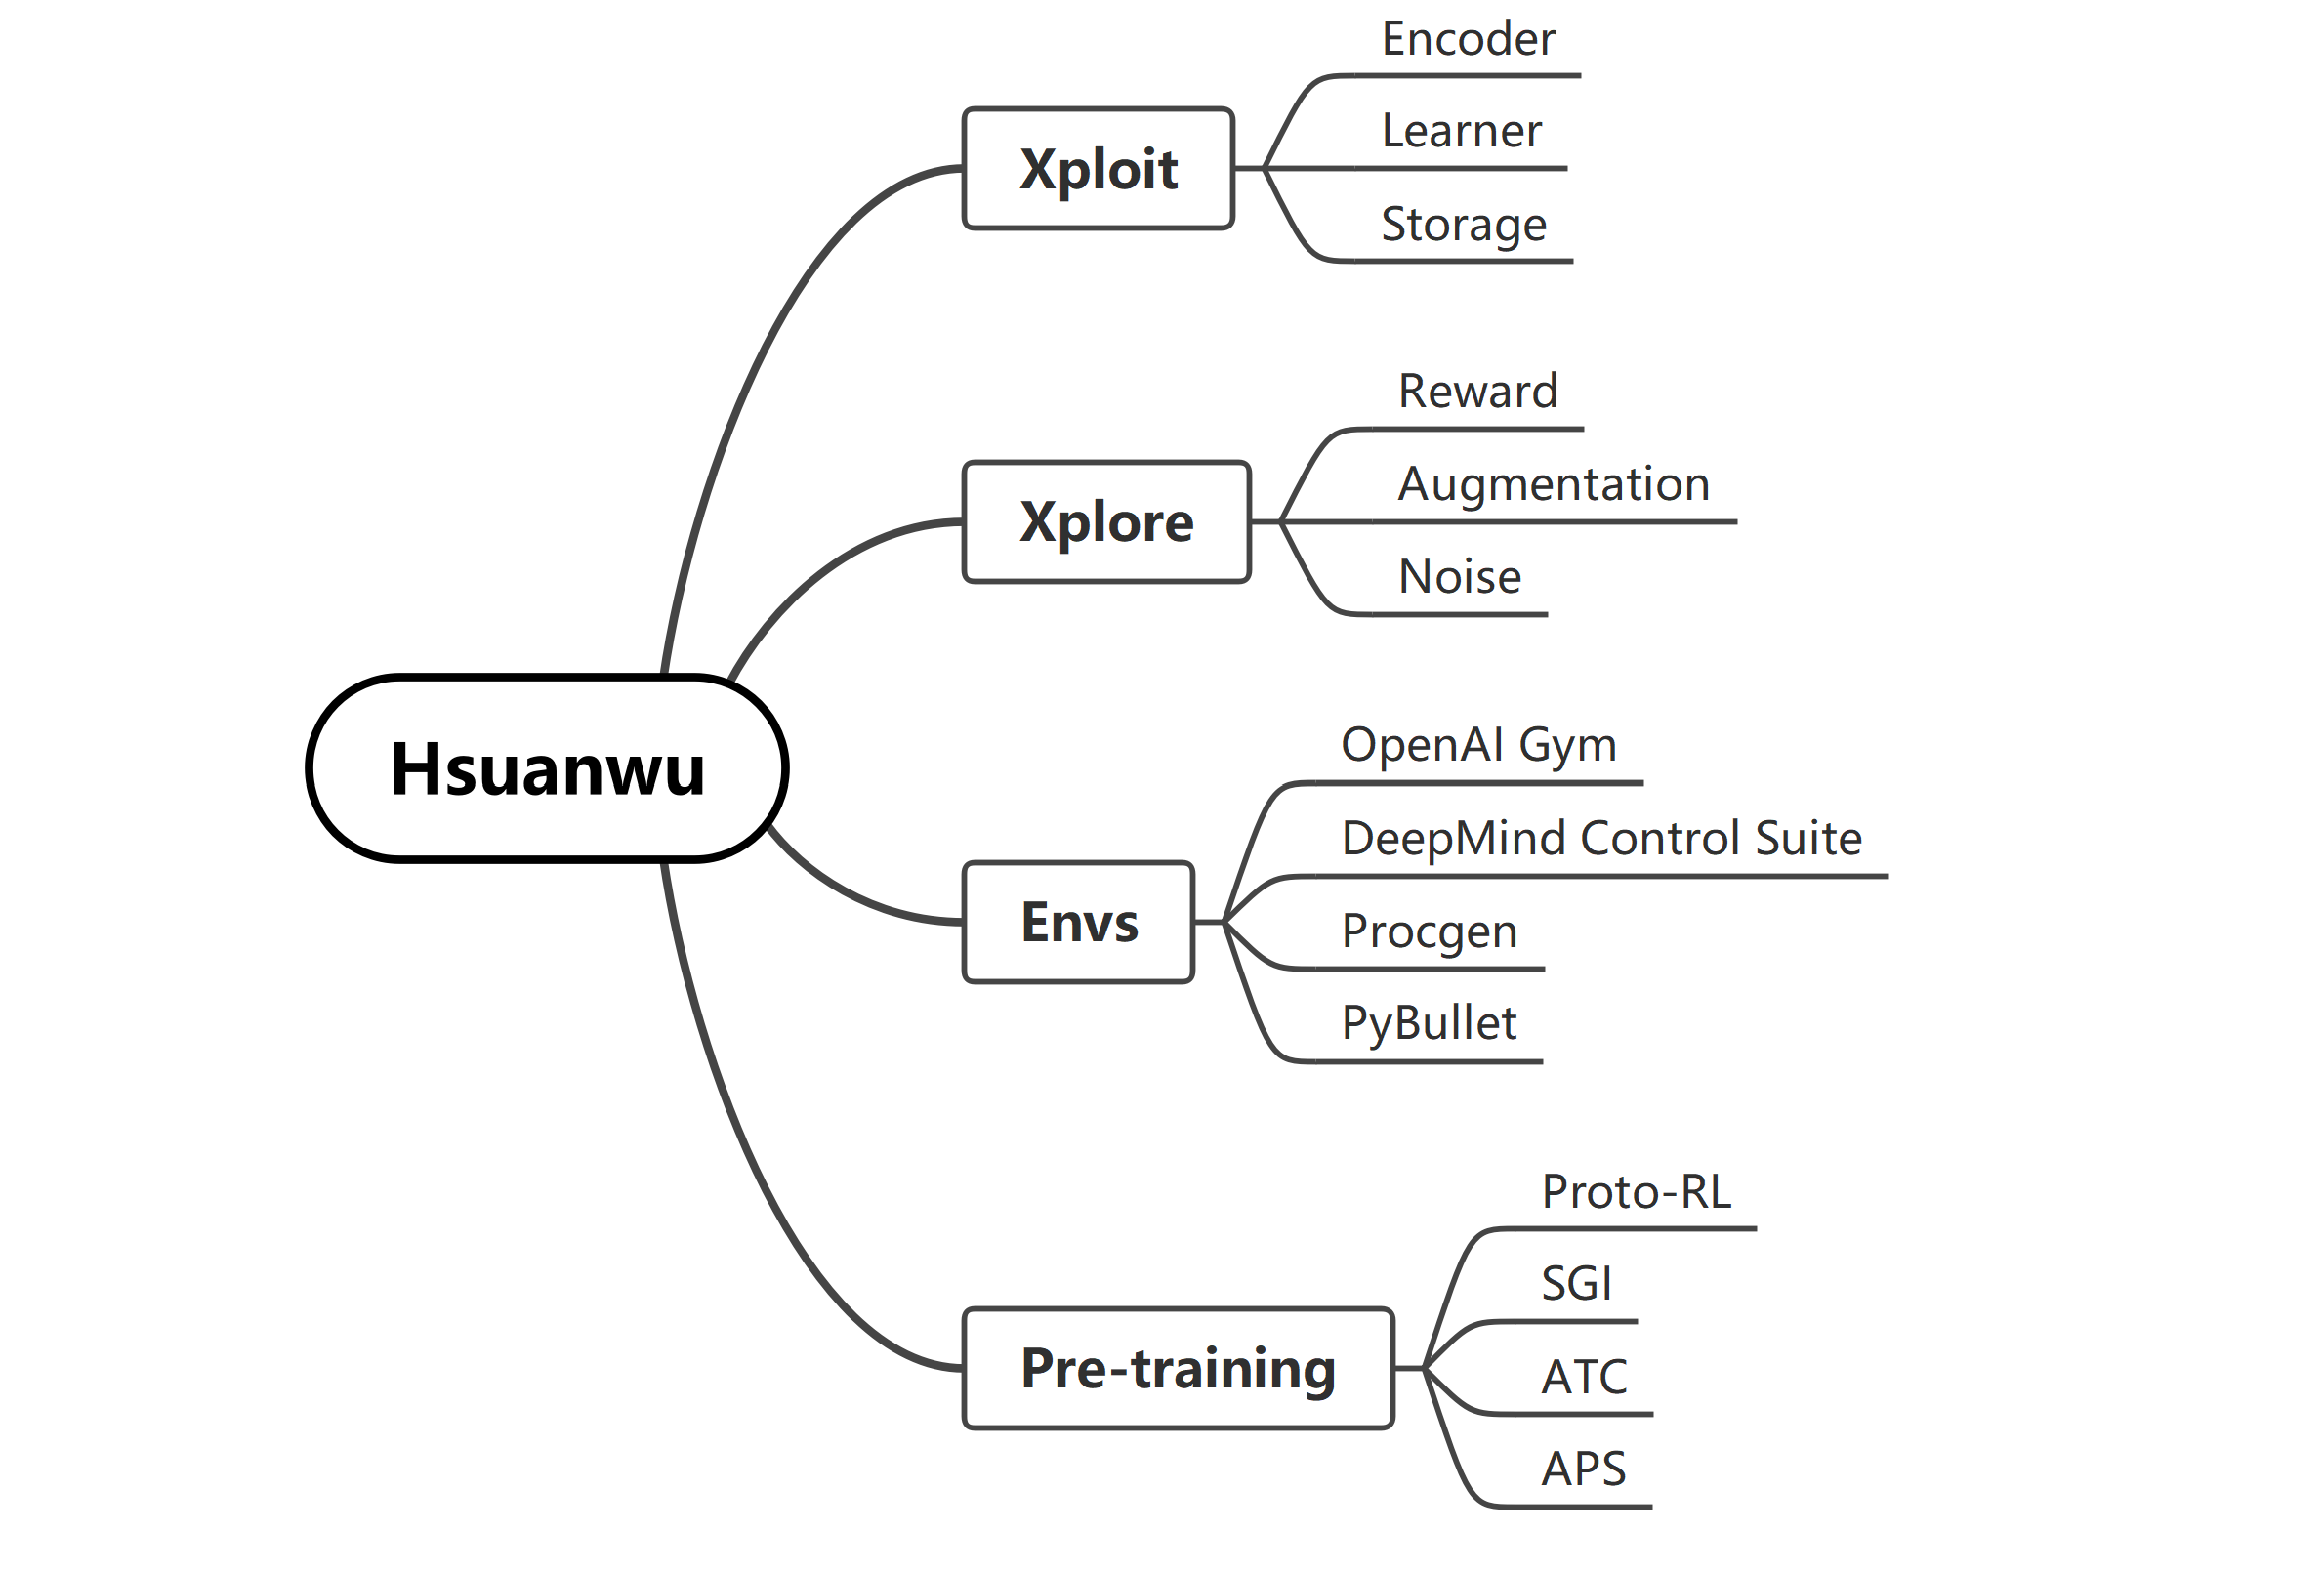 Hsuanwu
Xploit
Encoder
Learner
Storage
Xplore
Reward
Augmentation
Noise
Envs
OpenAI Gym
DeepMind Control Suite
Procgen
PyBullet
Pre-training
Proto-RL
SGI
ATC
APS